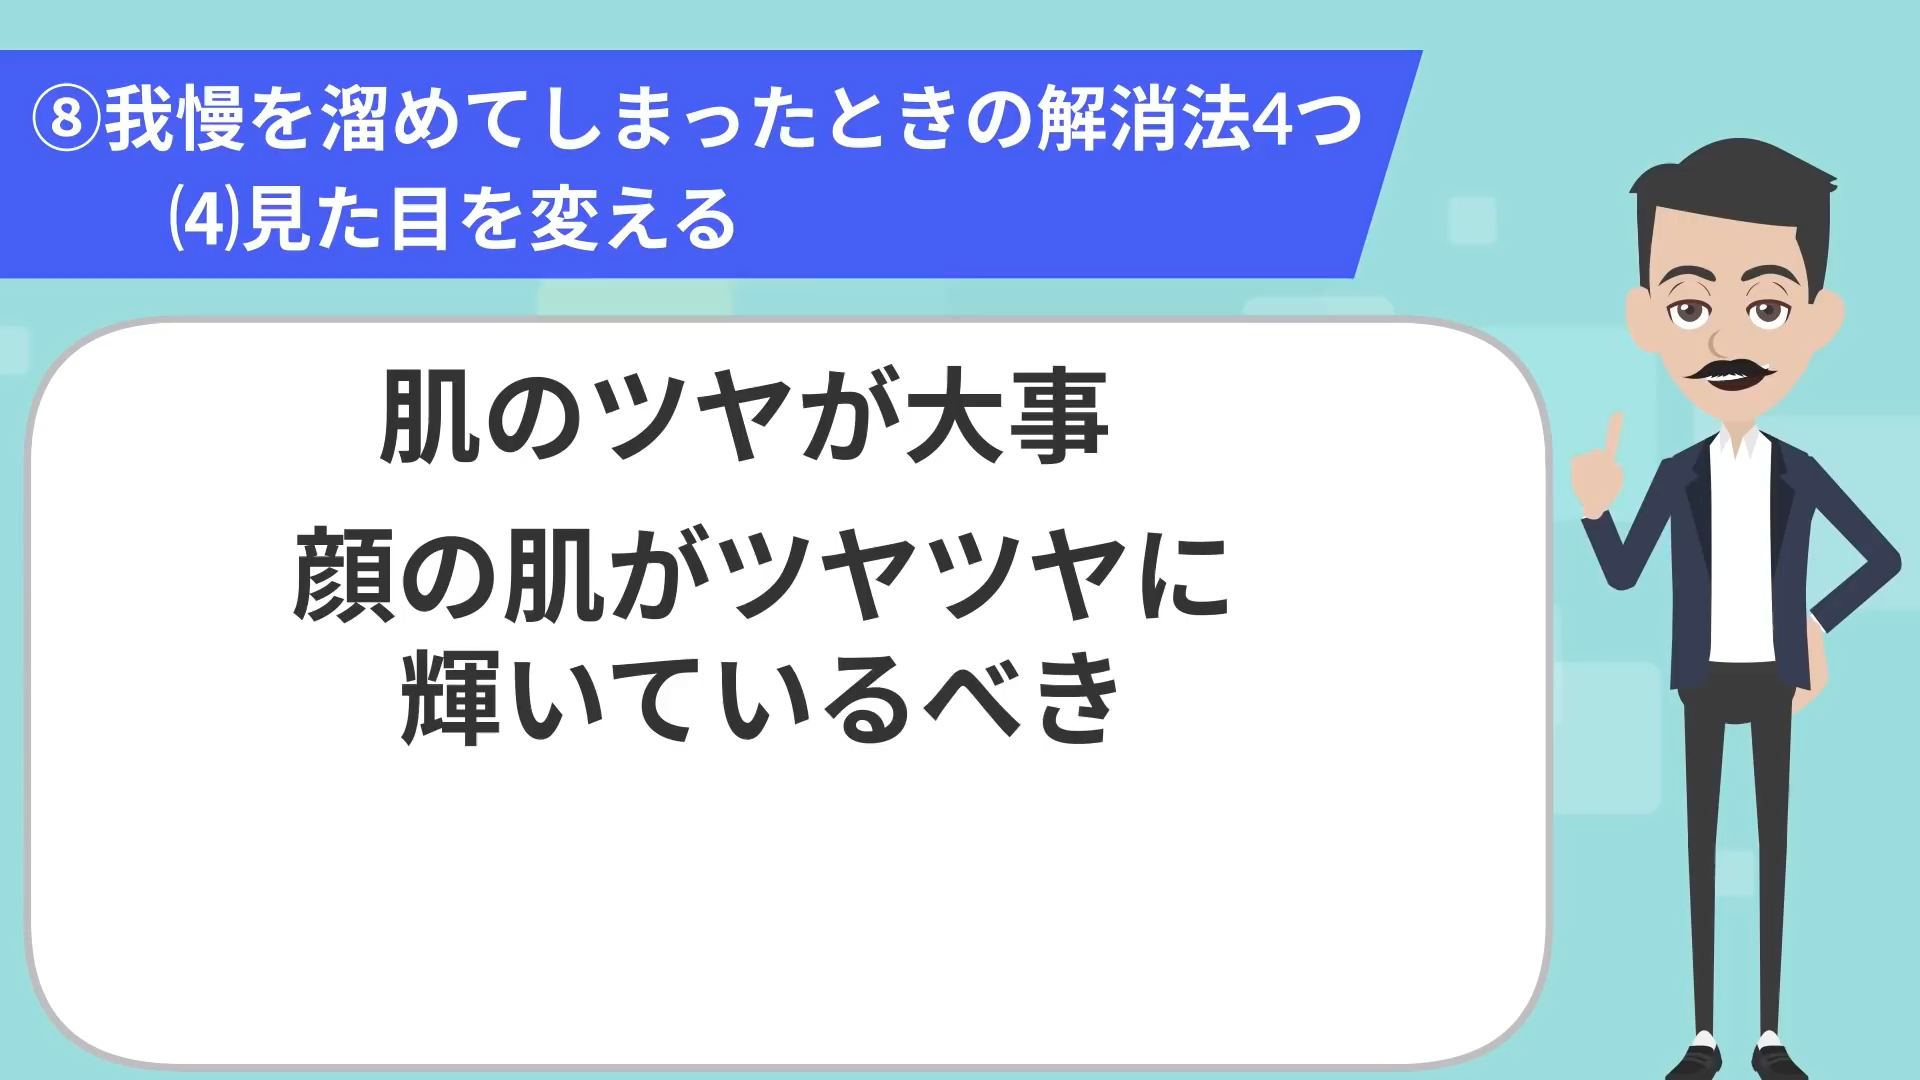 ⑧我慢を溜めてしまったときの解消法4つ
⑷見た目を変える
肌のツヤが大事
顔の肌がツヤツヤに
輝いているべき